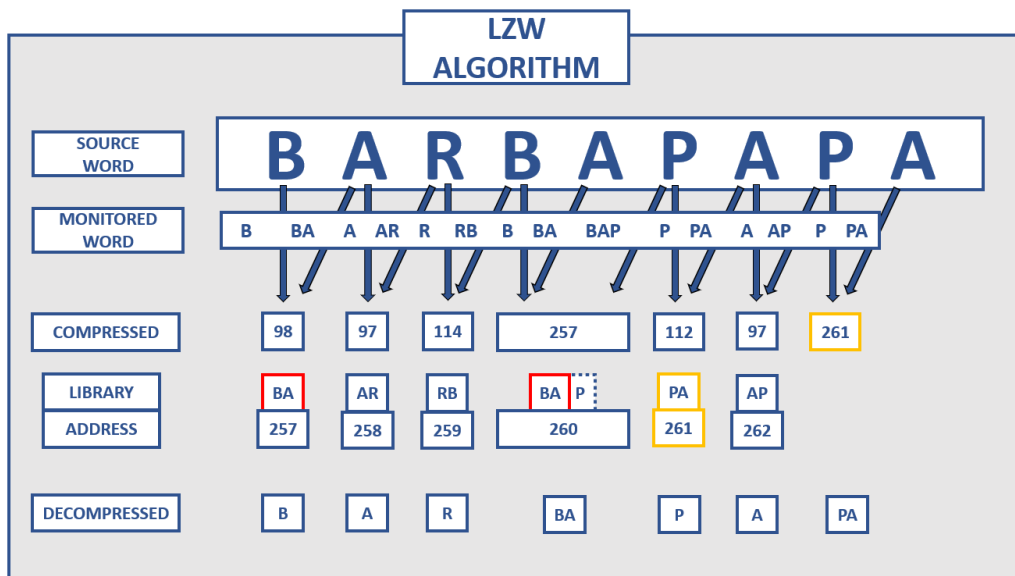 LZW
ALGORITHM
SOURCE
WORD
B A R B A P A P A
MONITORED
WORD
B BA A AR R RB B BA BAP P PA A AP P PA
COMPRESSED
98 97 114 257 112 97 261
LIBRARY
BA AR RB BA P PA AP
ADDRESS
257 258 259 260 261 262
DECOMPRESSED
B A R BA P A PA